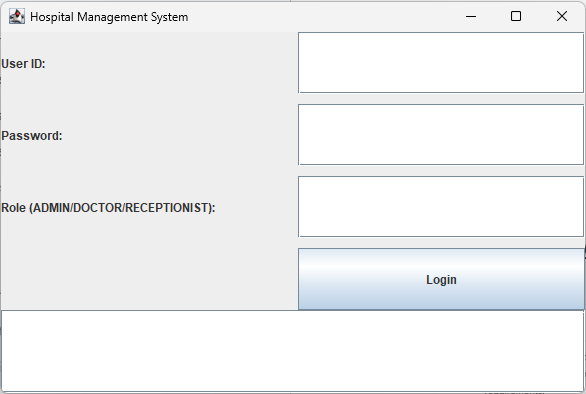 Hospital Management System
User ID:
Password:
Role (ADMIN/DOCTOR/RECEPTIONIST):
Login